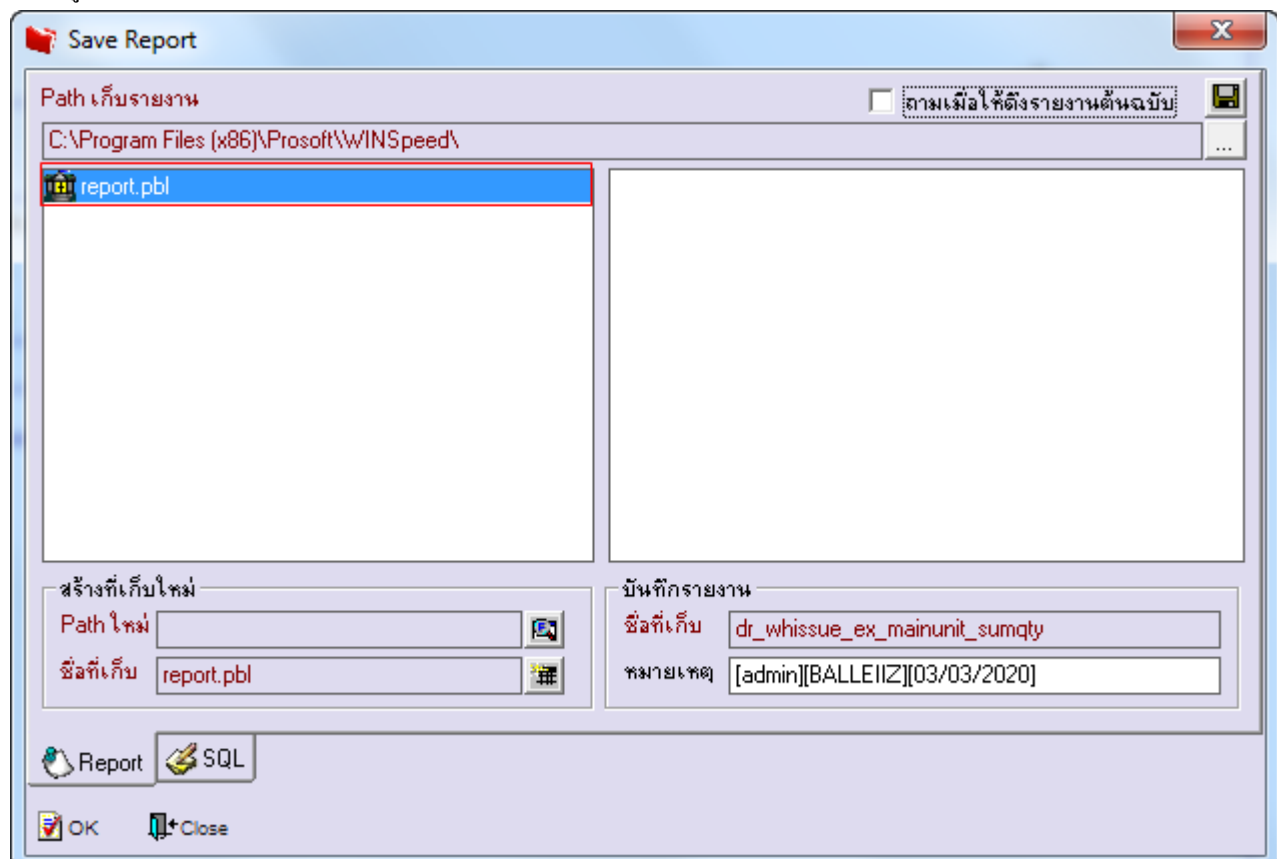 Save Report
Path เก็บรายงาน
ถามเมื่อให้ดึงรายงานต้นฉบับ
C:\Program Files (x86)\Prosoft\WINSpeed\
...
report.pbl
สร้างที่เก็บใหม่
Path ใหม่
ชื่อที่เก็บ report.pbl
บันทึกรายงาน
ชื่อที่เก็บ dr_whissue_ex_mainunit_sumqty
หมายเหตุ [admin][BALLEIIZ][03/03/2020]
Report SQL
OK Close